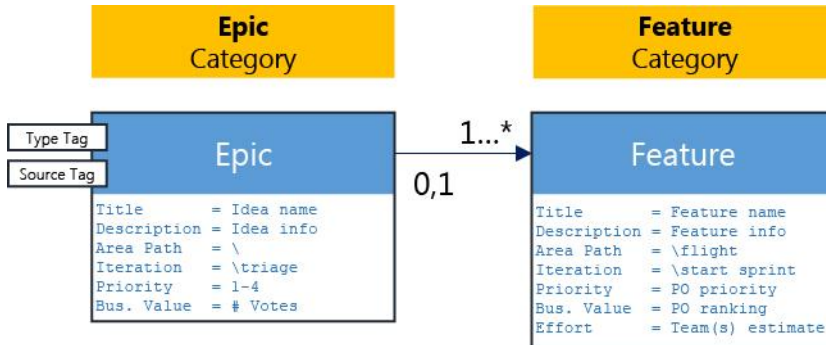 Epic
Category
Feature
Category
Type Tag
Source Tag
Epic
1...*
0,1
Feature
Title = Idea name
Description = Idea info
Area Path = \
Iteration = \triage
Priority = 1-4
Bus. Value = # Votes
Title = Feature name
Description = Feature info
Area Path = \flight
Iteration = \start sprint
Priority = PO priority
Bus. Value = PO ranking
Effort = Team(s) estimate